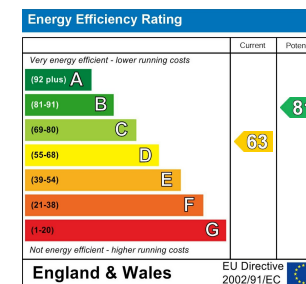 Energy Efficiency Rating
Current
Very energy efficient - lower running costs
(92 plus) A
(81-91) B
(69-80) C
(55-68) D
63
(39-54) E
(21-38) F
(1-20) G
Not energy efficient - higher running costs
England & Wales
EU Directive
2002/91/EC